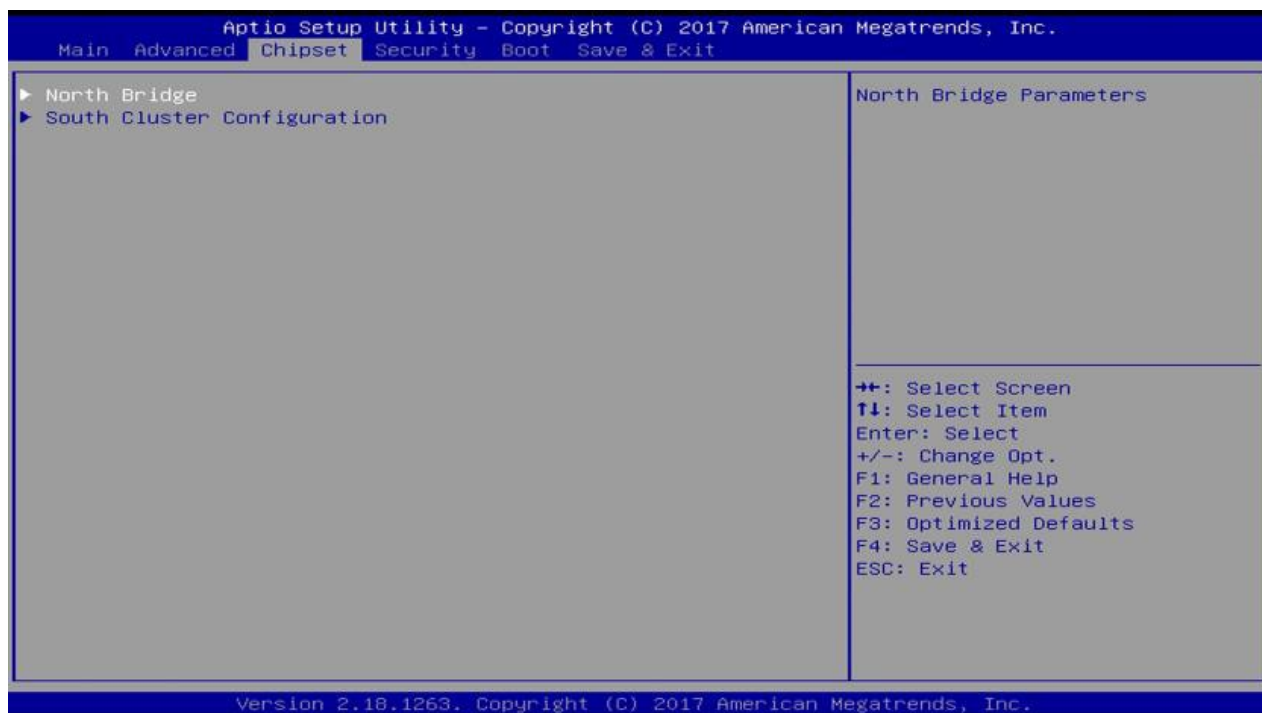 Aptio Setup Utility – Copyright (C) 2017 American Megatrends, Inc.
Main Advanced Chipset Security Boot Save & Exit
▶ North Bridge
▶ South Cluster Configuration
North Bridge Parameters
→←: Select Screen
↑↓: Select Item
Enter: Select
+/-: Change Opt.
F1: General Help
F2: Previous Values
F3: Optimized Defaults
F4: Save & Exit
ESC: Exit
Version 2.18.1263. Copyright (C) 2017 American Megatrends, Inc.